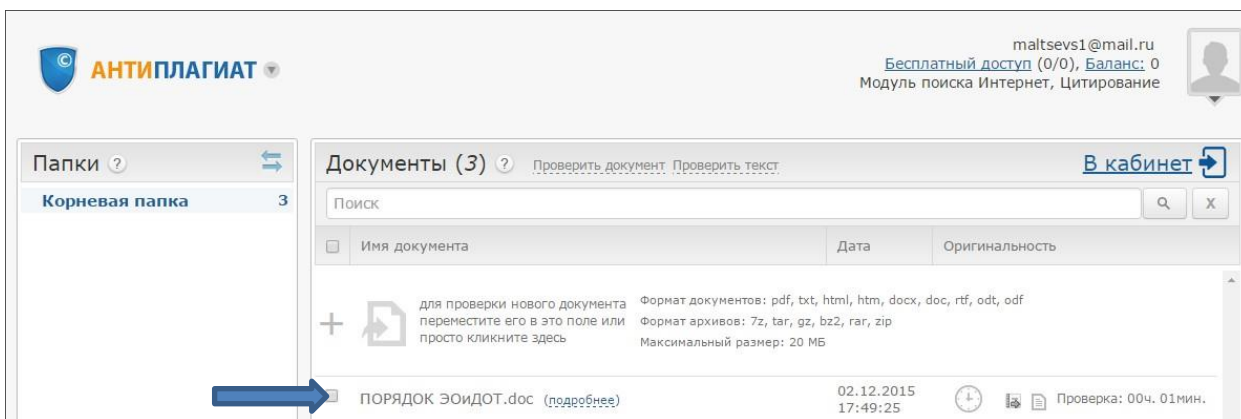 maltsevs1@mail.ru
© АНТИПЛАГИАТ
Бесплатный доступ (0/0), Баланс: 0
Модуль поиска Интернет, Цитирование
Папки ?
Корневая папка 3
Документы (3) ? Проверить документ Проверить текст В кабинет
Поиск X
Имя документа Дата Оригинальность
для проверки нового документа
переместите его в это поле или
просто кликните здесь
Формат документов: pdf, txt, html, htm, docx, doc, rtf, odt, odf
Формат архивов: 7z, tar, gz, bz2, rar, zip
Максимальный размер: 20 МБ
ПОРЯДОК ЭОиДОТ.doc (подробнее)
02.12.2015
17:49:25
Проверка: 00ч. 01мин.